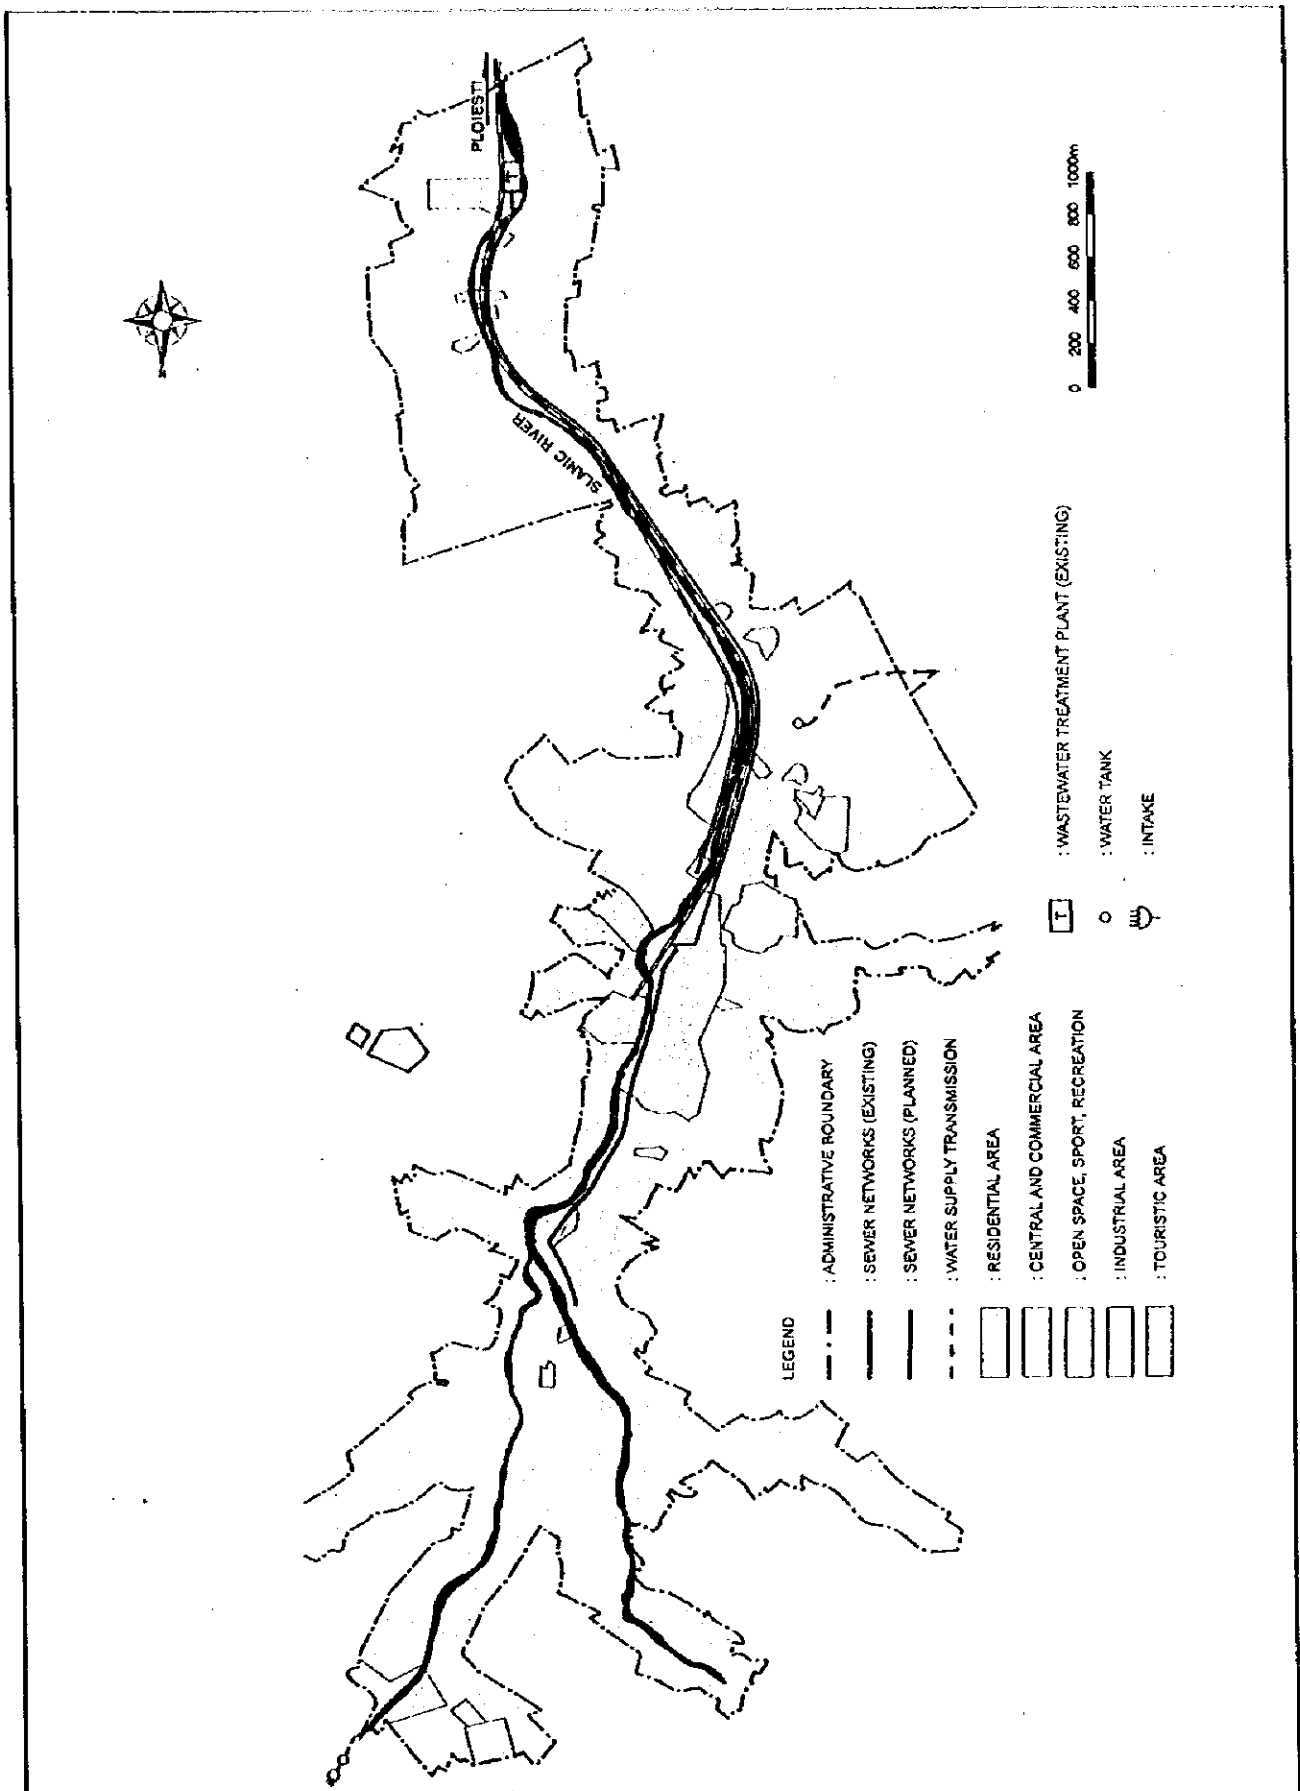 PLOIESTI
SLANIC RIVER
0 200 400 600 800 1000m
LEGEND
: ADMINISTRATIVE BOUNDARY
: SEWER NETWORKS (EXISTING)
: SEWER NETWORKS (PLANNED)
: WATER SUPPLY TRANSMISSION
: RESIDENTIAL AREA
: CENTRAL AND COMMERCIAL AREA
: OPEN SPACE, SPORT, RECREATION
: INDUSTRIAL AREA
: TOURISTIC AREA
T : WASTEWATER TREATMENT PLANT (EXISTING)
: WATER TANK
: INTAKE
T